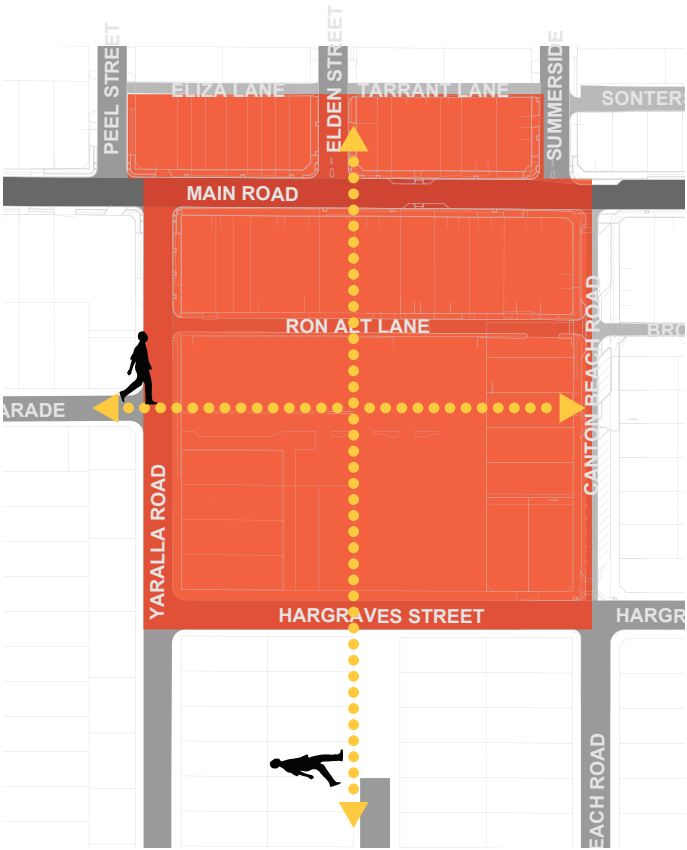 PEEL STREET
ELIZA LANE
ELDEN STREET
TARRANT LANE
SUMMERSIDE
SONTERS
MAIN ROAD
RON ALT LANE
CANTON BEACH ROAD
BRO
ARADE
YARALLA ROAD
HARGRAVES STREET
HARGR
EACH ROAD